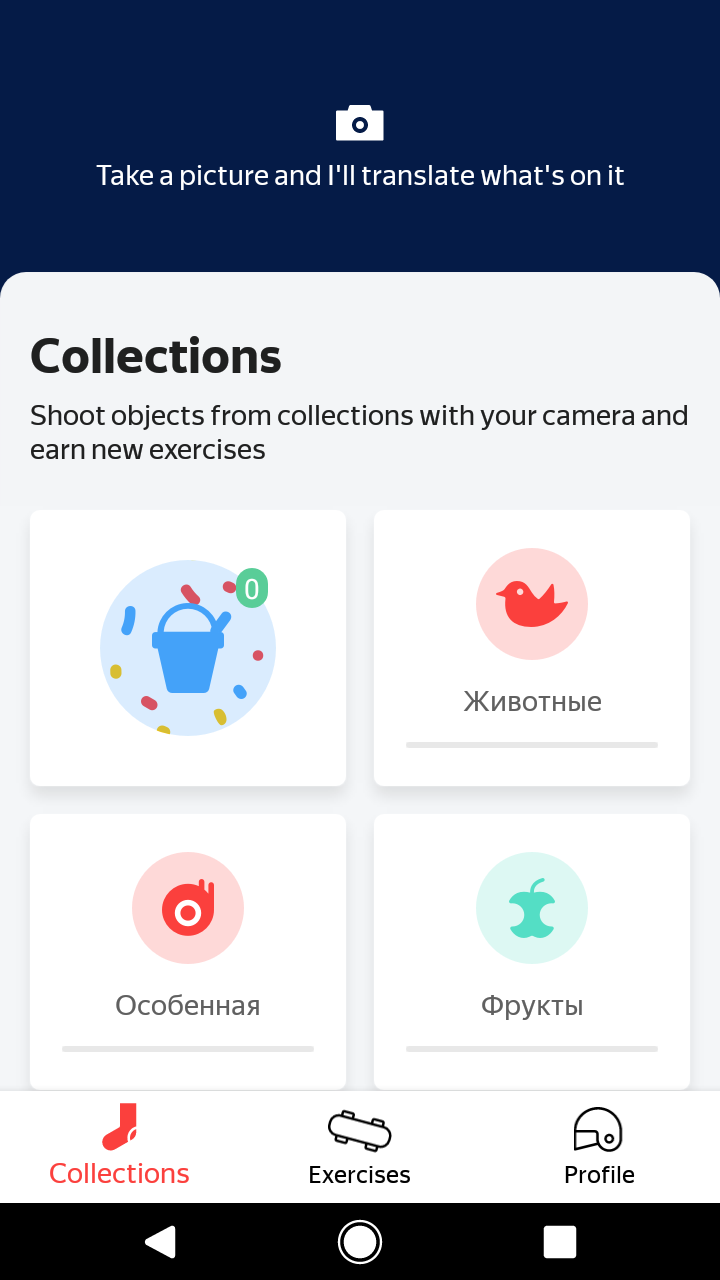 Take a picture and I'll translate what's on it
Collections
Shoot objects from collections with your camera and
earn new exercises
0
Животные
Особенная
Фрукты
Collections
Exercises
Profile